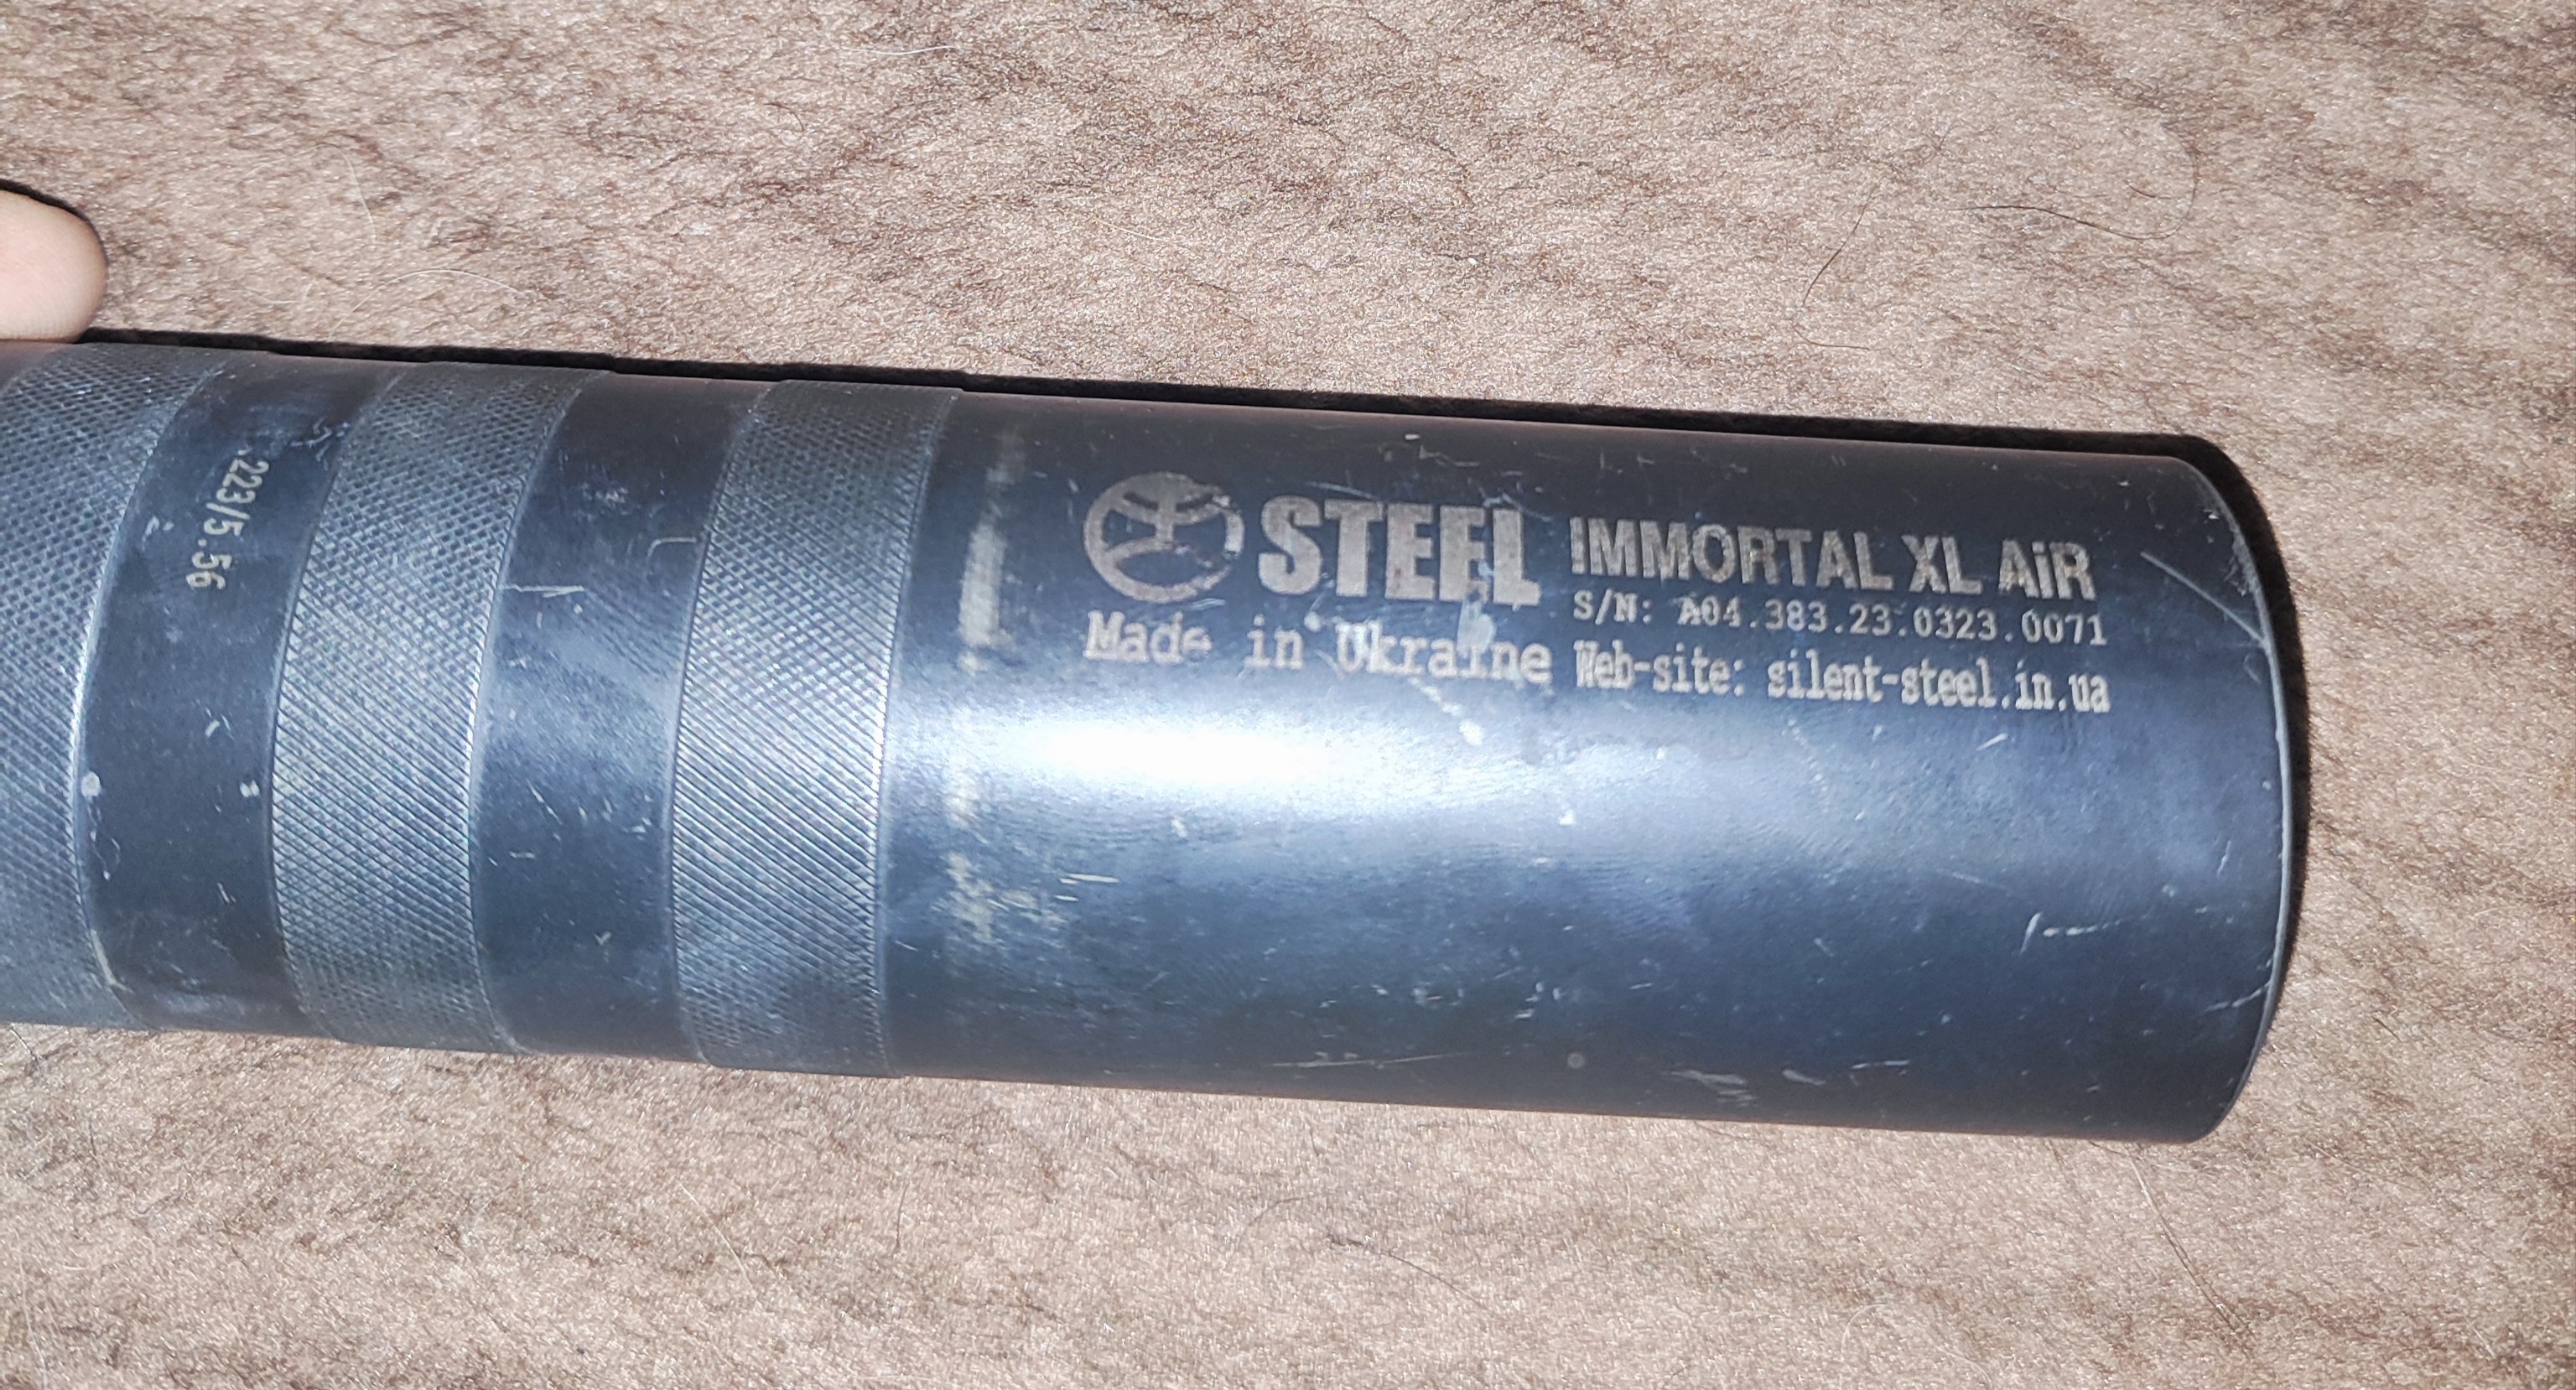 .223/5.56
STEEL IMMORTAL XL AiR
S/N: A04.383.23.0323.0071
Made in Ukraine Web-site: silent-steel.in.ua